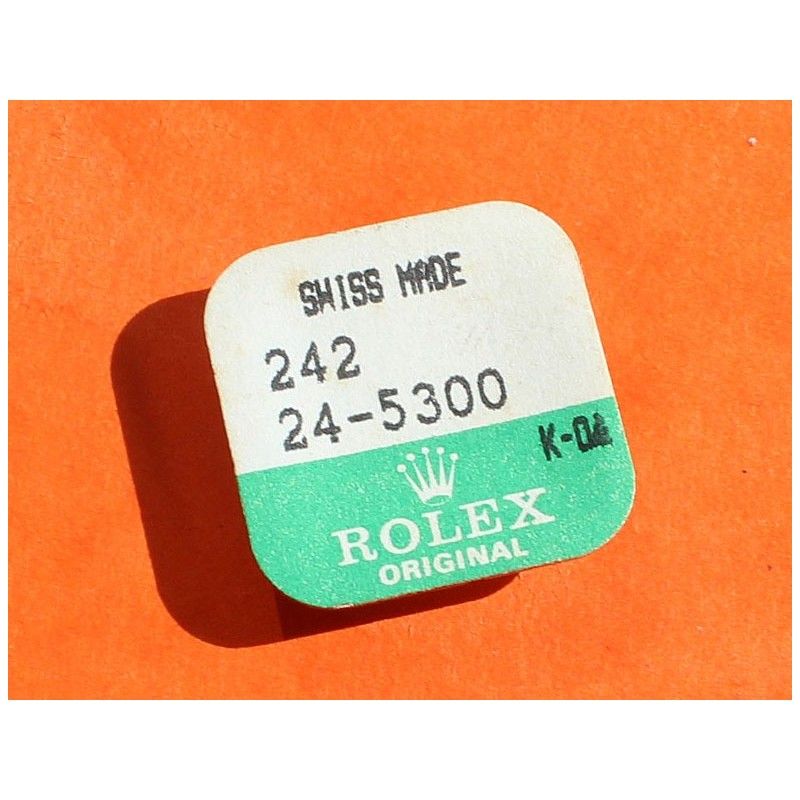 SWISS MADE
242
24-5300
K-04
ROLEX
ORIGINAL